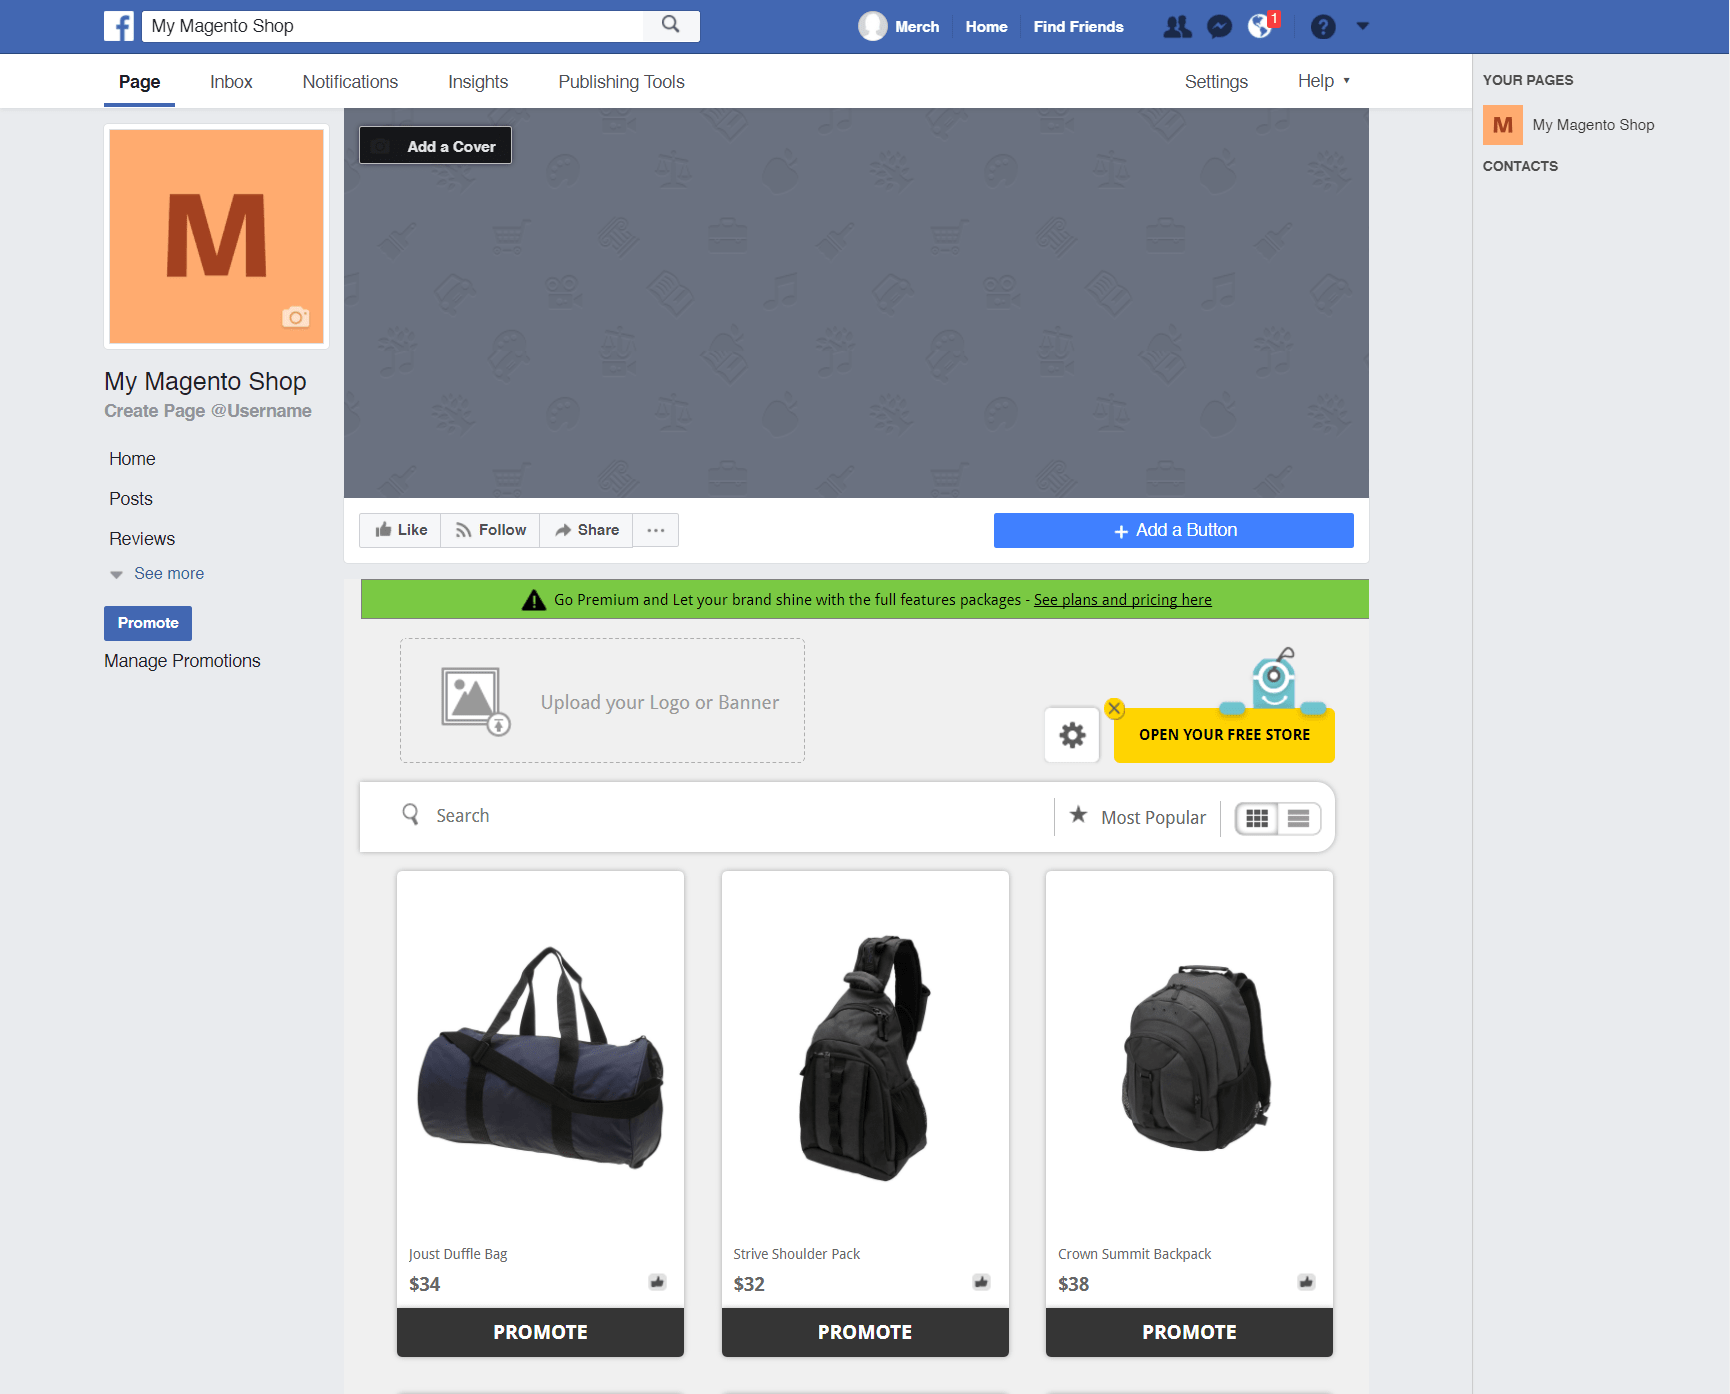 My Magento Shop
Merch
Home
Find Friends
1
?
Page
Inbox
Notifications
Insights
Publishing Tools
Settings
Help
YOUR PAGES
M
My Magento Shop
CONTACTS
Add a Cover
M
My Magento Shop
Create Page @Username
Home
Posts
Reviews
See more
Promote
Manage Promotions
Like
Follow
Share
+ Add a Button
Go Premium and Let your brand shine with the full features packages - See plans and pricing here
Upload your Logo or Banner
OPEN YOUR FREE STORE
Search
Most Popular
Joust Duffle Bag
$34
PROMOTE
Strive Shoulder Pack
$32
PROMOTE
Crown Summit Backpack
$38
PROMOTE